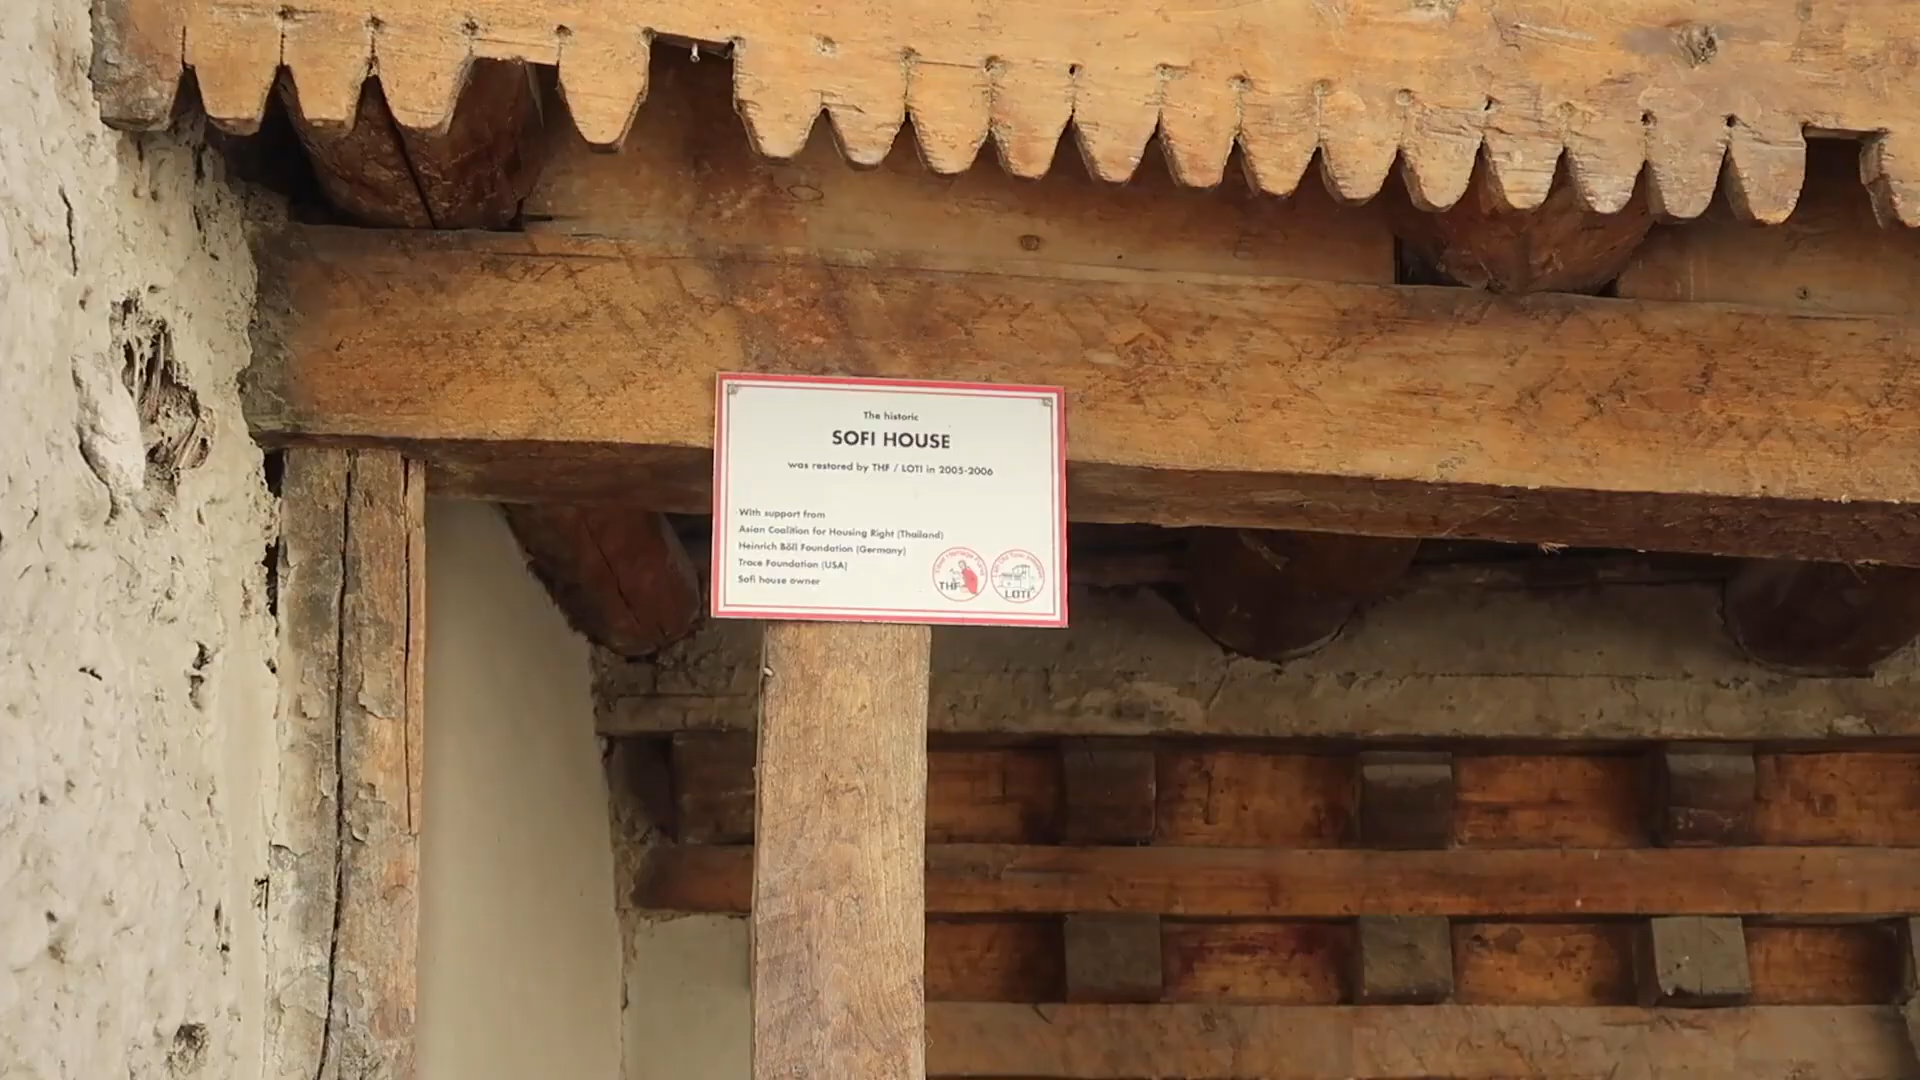 The historic
SOFI HOUSE
was restored by THF / LOTI in 2005-2006
With support from
Asian Coalition for Housing Right (Thailand)
Heinrich Böll Foundation (Germany)
Trace Foundation (USA)
Sofi house owner
THF
LOTI